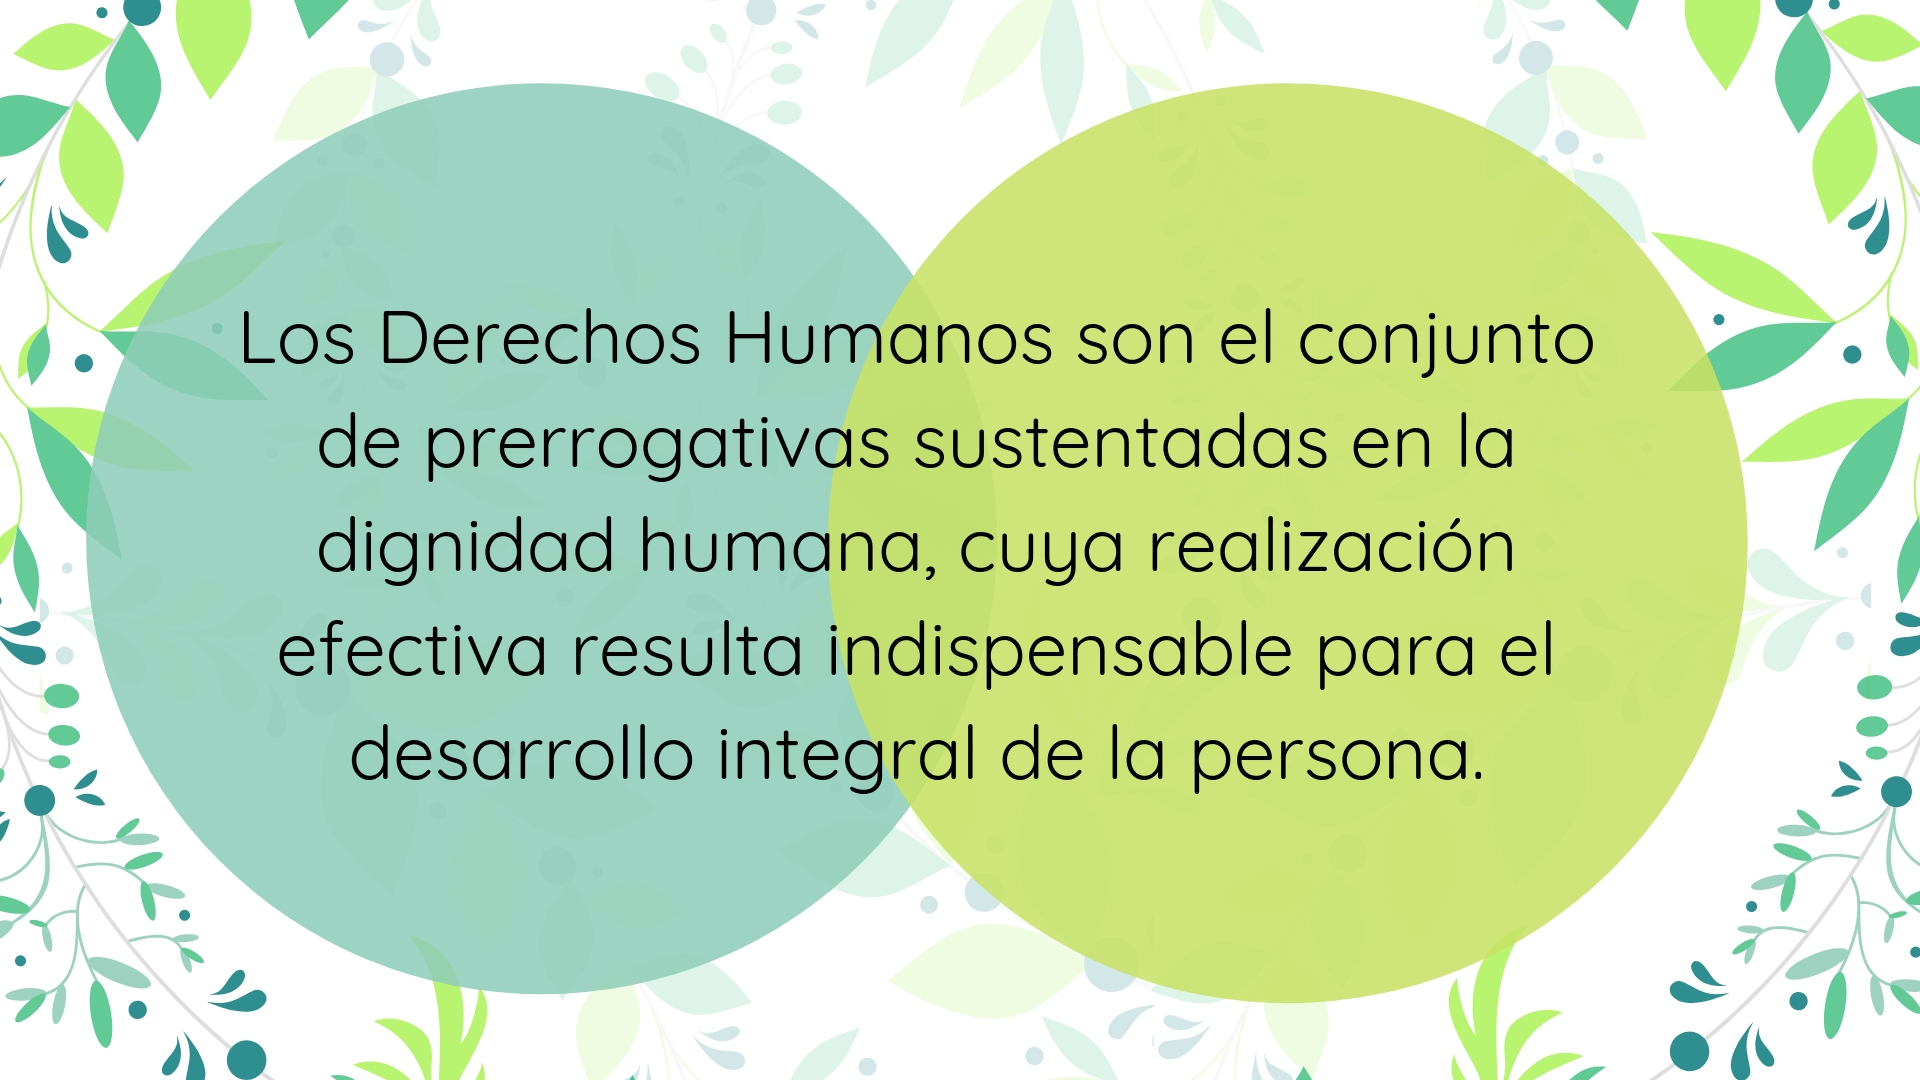 Los Derechos Humanos son el conjunto
de prerrogativas sustentadas en la
dignidad humana, cuya realización
efectiva resulta indispensable para el
desarrollo integral de la persona.